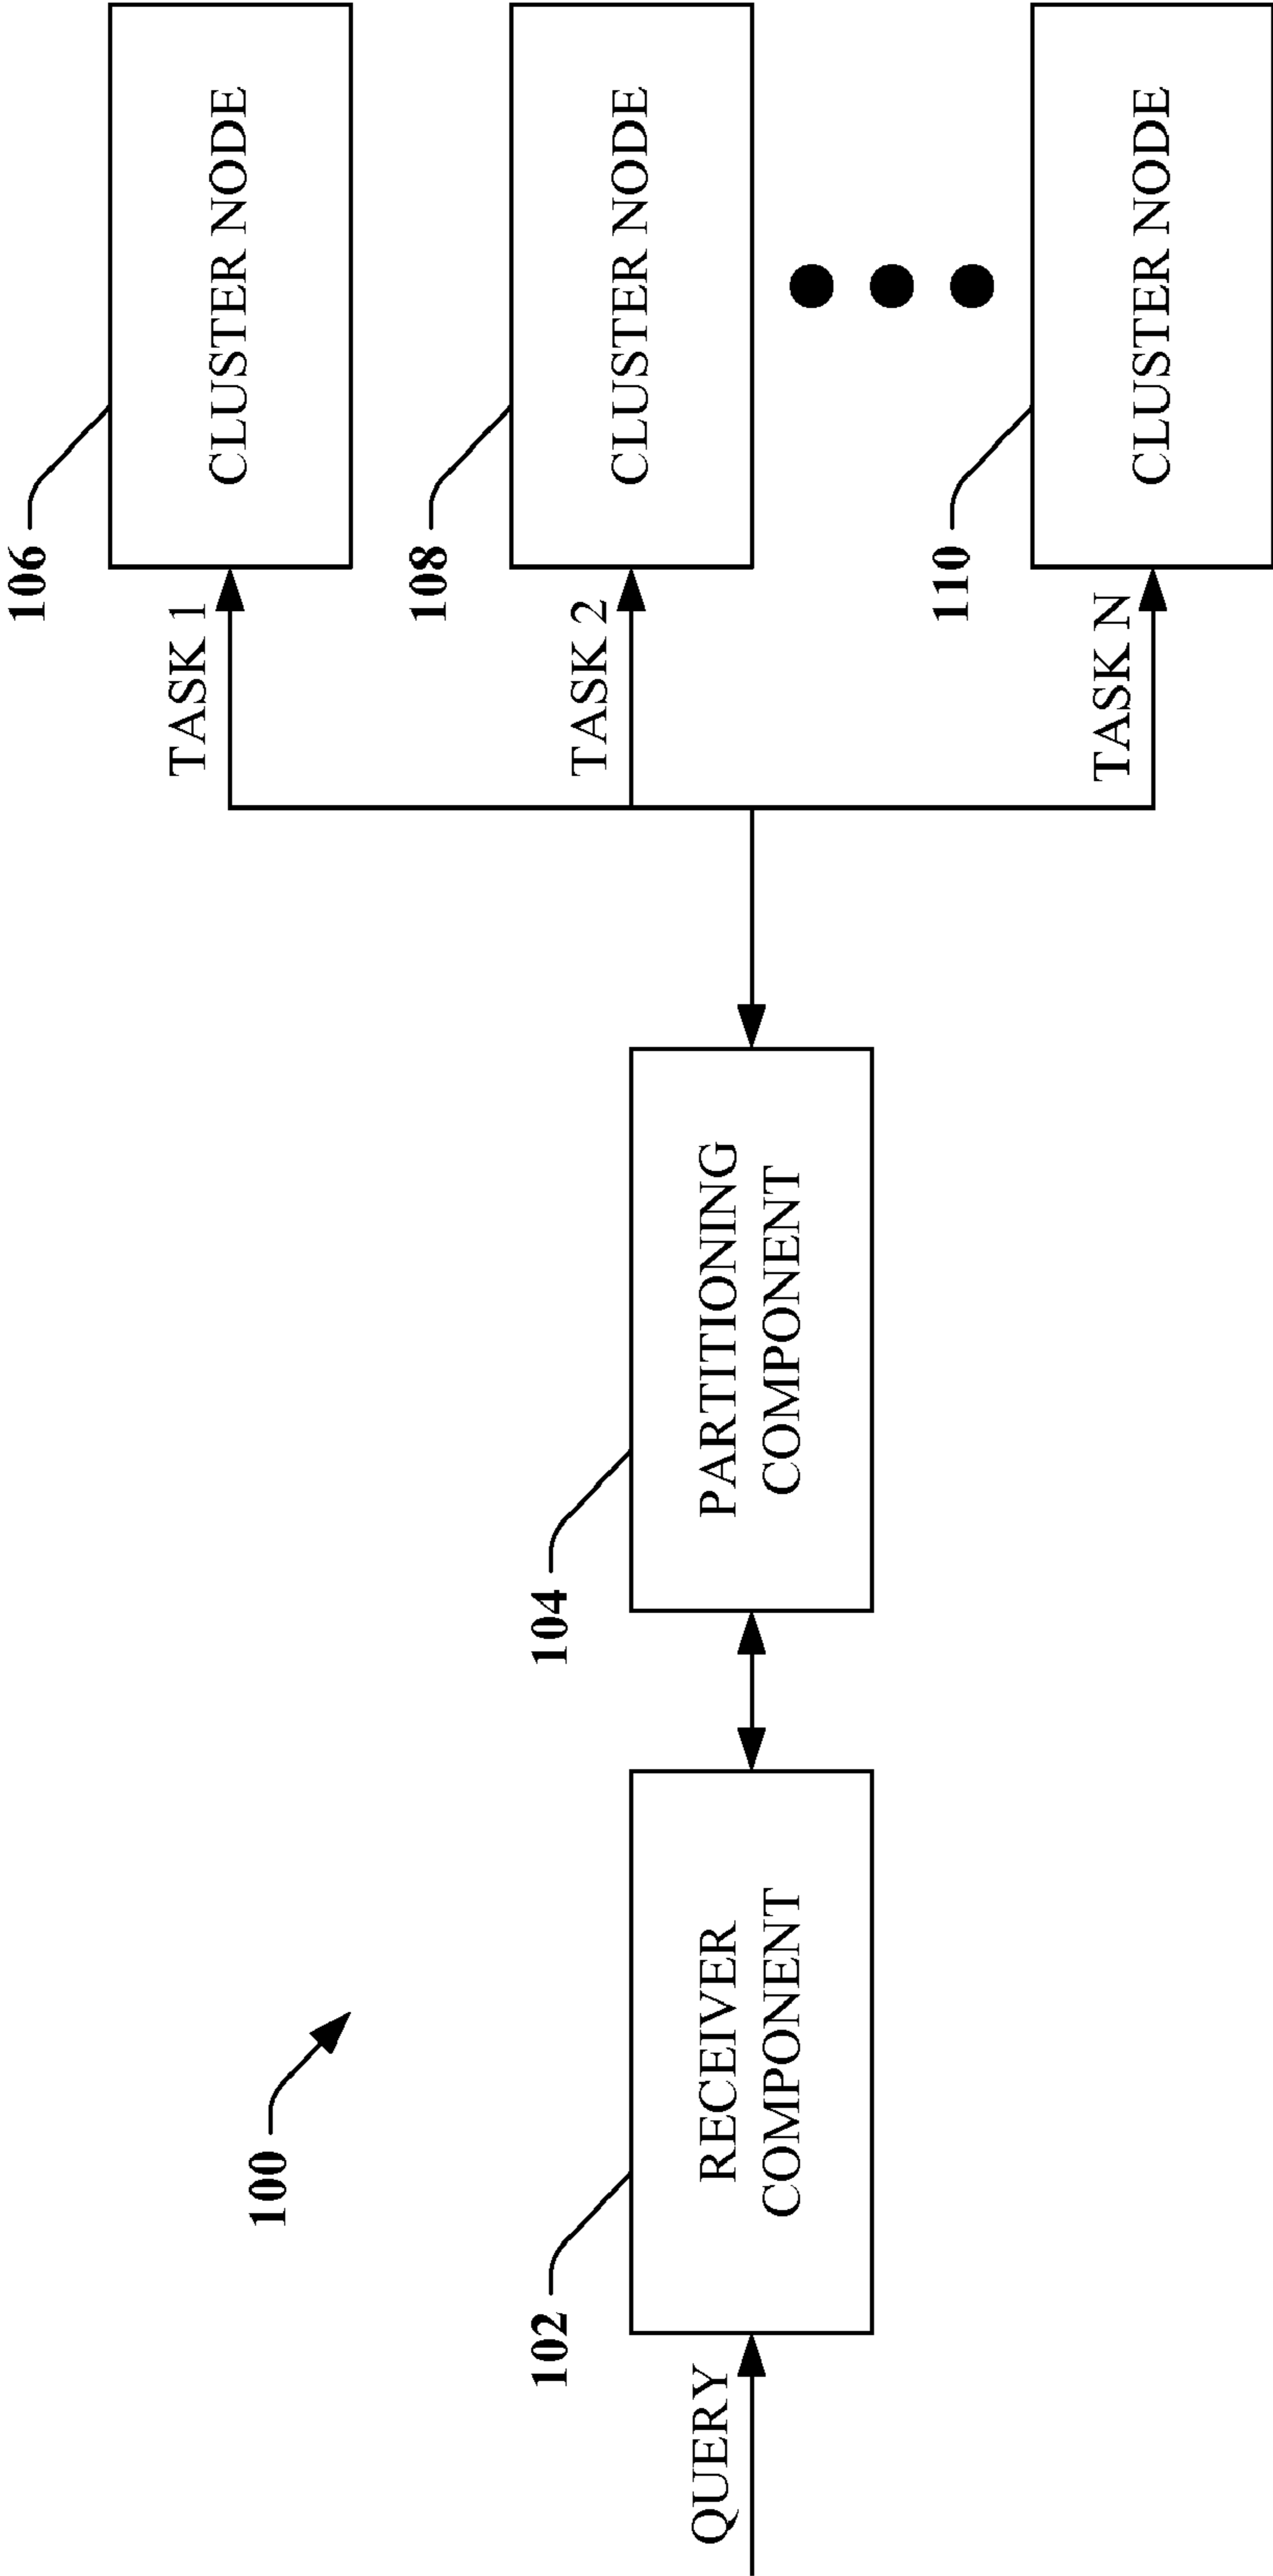 100
QUERY
102
RECEIVER
COMPONENT
104
PARTITIONING
COMPONENT
TASK 1
106
CLUSTER NODE
TASK 2
108
CLUSTER NODE
TASK N
110
CLUSTER NODE